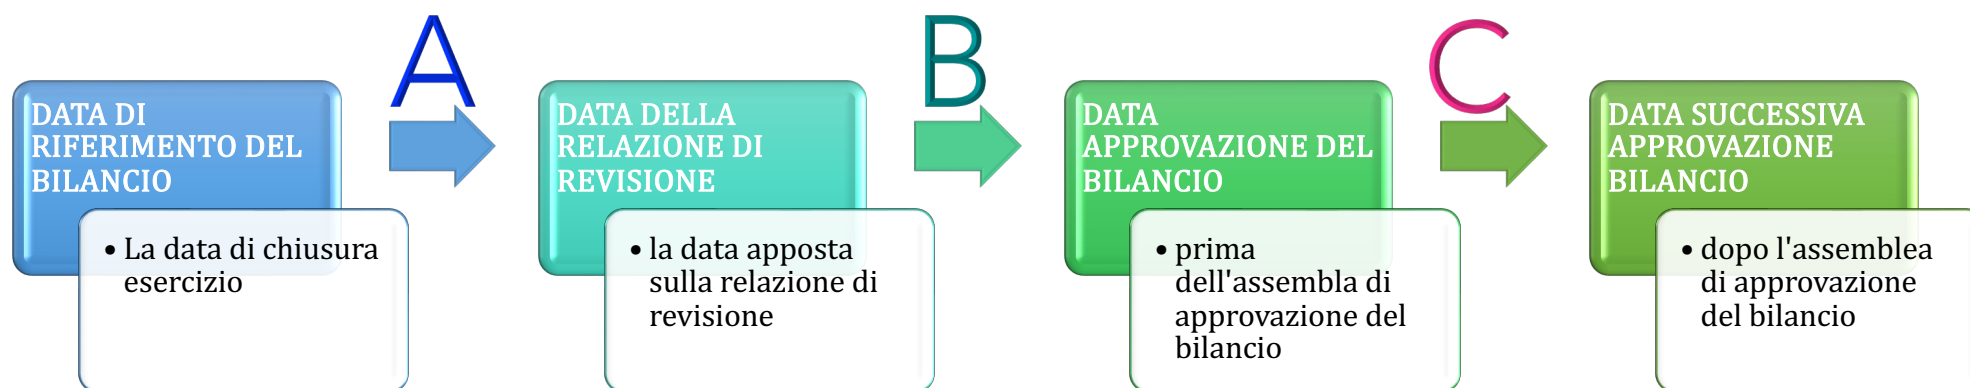 A
DATA DI
RIFERIMENTO DEL
BILANCIO
• La data di chiusura
esercizio
B
DATA DELLA
RELAZIONE DI
REVISIONE
• la data apposta
sulla relazione di
revisione
C
DATA
APPROVAZIONE DEL
BILANCIO
• prima
dell'assembla di
approvazione del
bilancio
DATA SUCCESSIVA
APPROVAZIONE
BILANCIO
• dopo l'assemblea
di approvazione
del bilancio